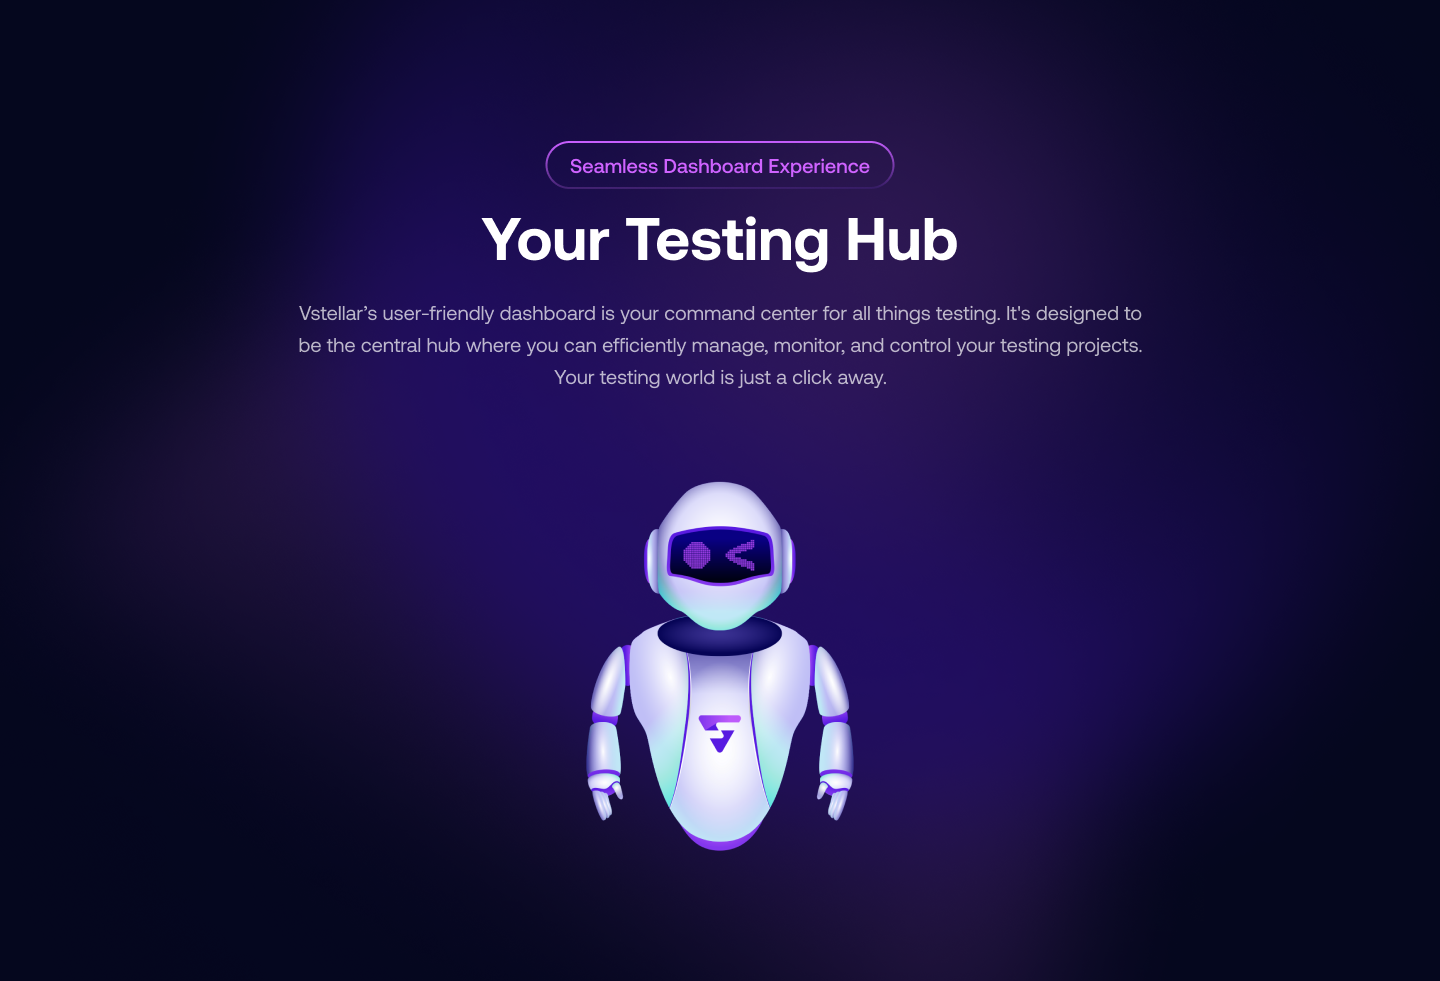 Seamless Dashboard Experience
Your Testing Hub
Vstellar’s user-friendly dashboard is your command center for all things testing. It's designed to
be the central hub where you can efficiently manage, monitor, and control your testing projects.
Your testing world is just a click away.